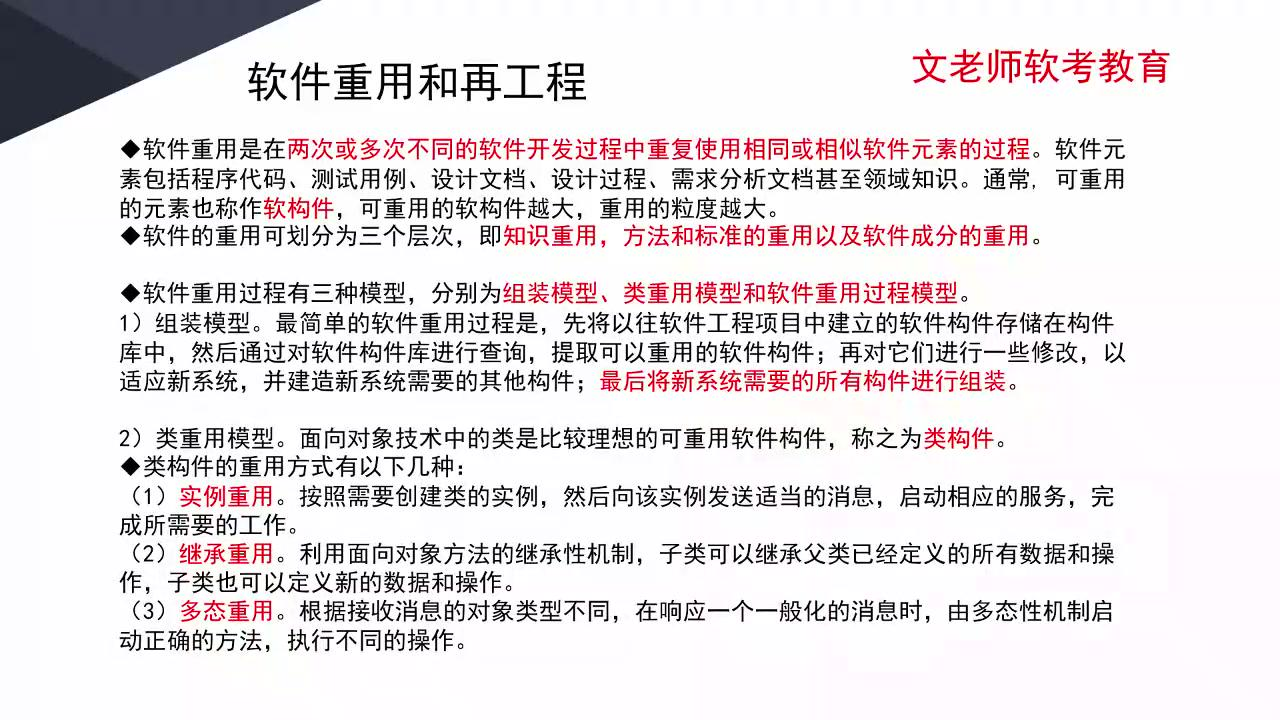 软件重用和再工程
文老师软考教育
◆软件重用是在两次或多次不同的软件开发过程中重复使用相同或相似软件元素的过程。软件元
素包括程序代码、测试用例、设计文档、设计过程、需求分析文档甚至领域知识。通常, 可重用
的元素也称作软构件，可重用的软构件越大，重用的粒度越大。
◆软件的重用可划分为三个层次，即知识重用，方法和标准的重用以及软件成分的重用。
◆软件重用过程有三种模型，分别为组装模型、类重用模型和软件重用过程模型。
1）组装模型。最简单的软件重用过程是，先将以往软件工程项目中建立的软件构件存储在构件
库中，然后通过对软件构件库进行查询，提取可以重用的软件构件；再对它们进行一些修改，以
适应新系统，并建造新系统需要的其他构件；最后将新系统需要的所有构件进行组装。
2）类重用模型。面向对象技术中的类是比较理想的可重用软件构件，称之为类构件。
◆类构件的重用方式有以下几种：
（1）实例重用。按照需要创建类的实例，然后向该实例发送适当的消息，启动相应的服务，完
成所需要的工作。
（2）继承重用。利用面向对象方法的继承性机制，子类可以继承父类已经定义的所有数据和操
作，子类也可以定义新的数据和操作。
（3）多态重用。根据接收消息的对象类型不同，在响应一个一般化的消息时，由多态性机制启
动正确的方法，执行不同的操作。